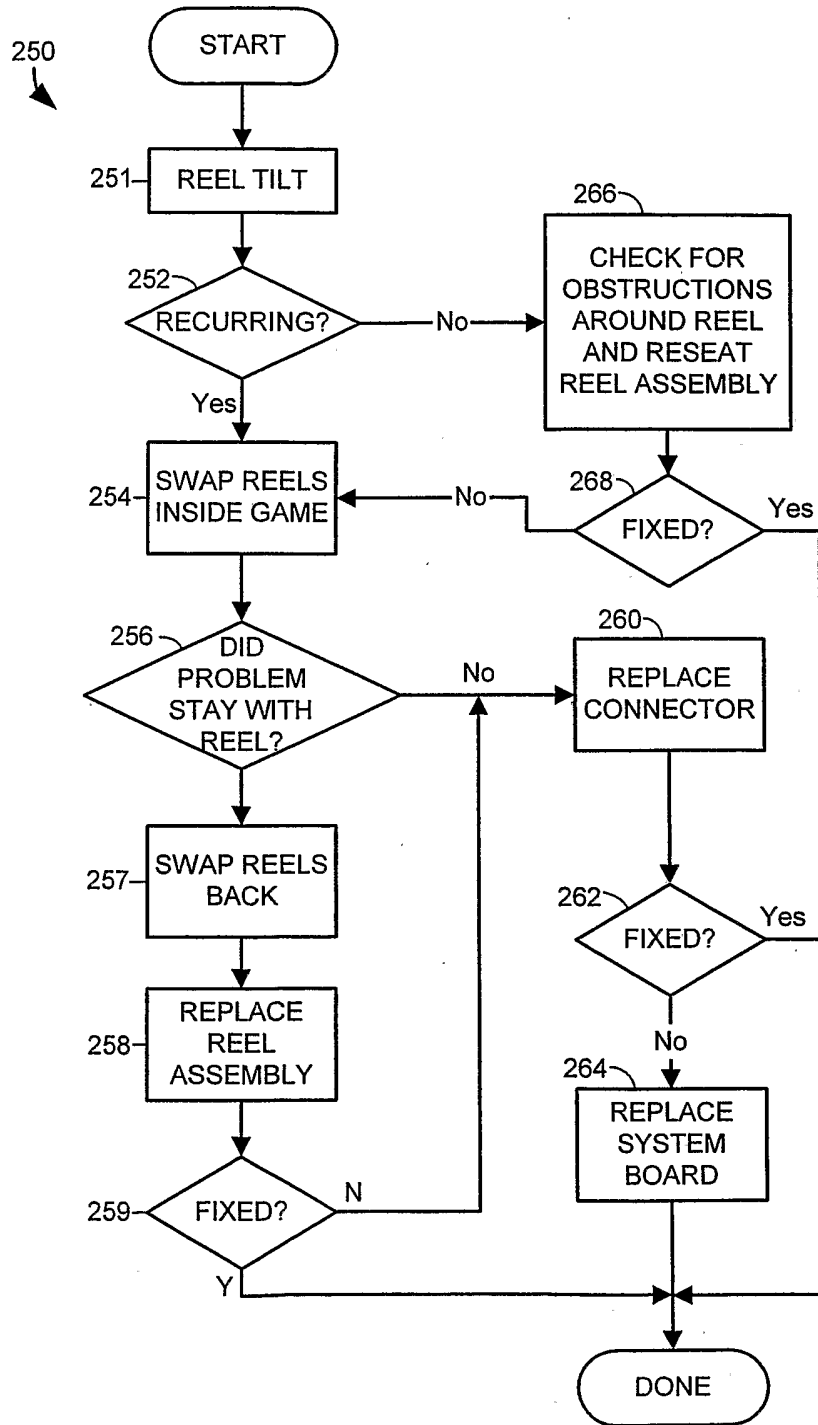 250
START
251
REEL TILT
252
RECURRING?
No
Yes
266
CHECK FOR
OBSTRUCTIONS
AROUND REEL
AND RESEAT
REEL ASSEMBLY
254
SWAP REELS
INSIDE GAME
No
268
FIXED?
Yes
256
DID
PROBLEM
STAY WITH
REEL?
No
260
REPLACE
CONNECTOR
257
SWAP REELS
BACK
262
FIXED?
Yes
No
258
REPLACE
REEL
ASSEMBLY
264
REPLACE
SYSTEM
BOARD
259
FIXED?
N
Y
DONE